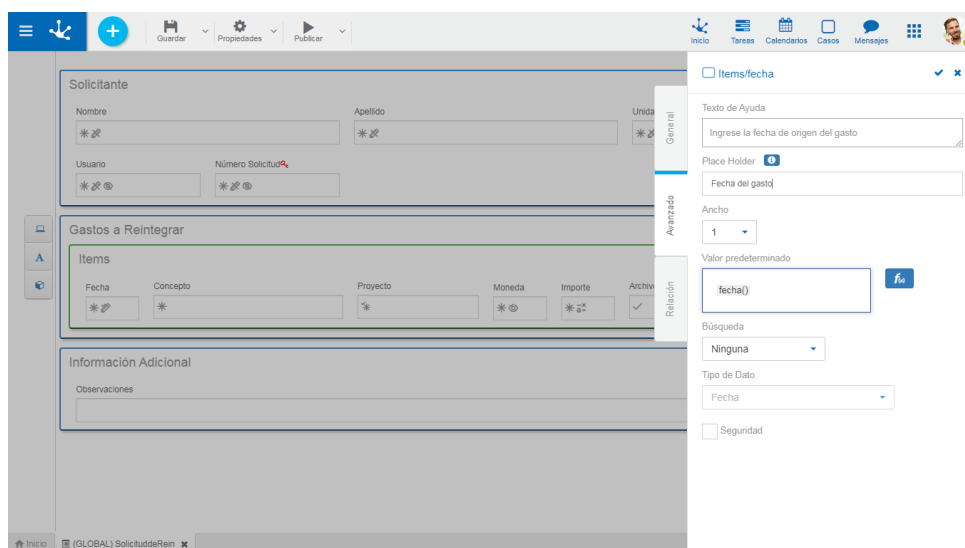 Guardar
Propiedades
Publicar
Inicio
Tareas
Calendarios
Casos
Mensajes
Solicitante
Nombre
Apellido
Usuario
Número Solicitud
Gastos a Reintegrar
Items
Fecha
Concepto
Proyecto
Moneda
Importe
Información Adicional
Observaciones
A
General
Avanzado
Relación
Items/fecha
Texto de Ayuda
Ingrese la fecha de origen del gasto
Place Holder
Fecha del gasto
Ancho
1
Valor predeterminado
fecha()
f(x)
Búsqueda
Ninguna
Tipo de Dato
Fecha
Seguridad
Inicio
(GLOBAL) SolicituddeRein